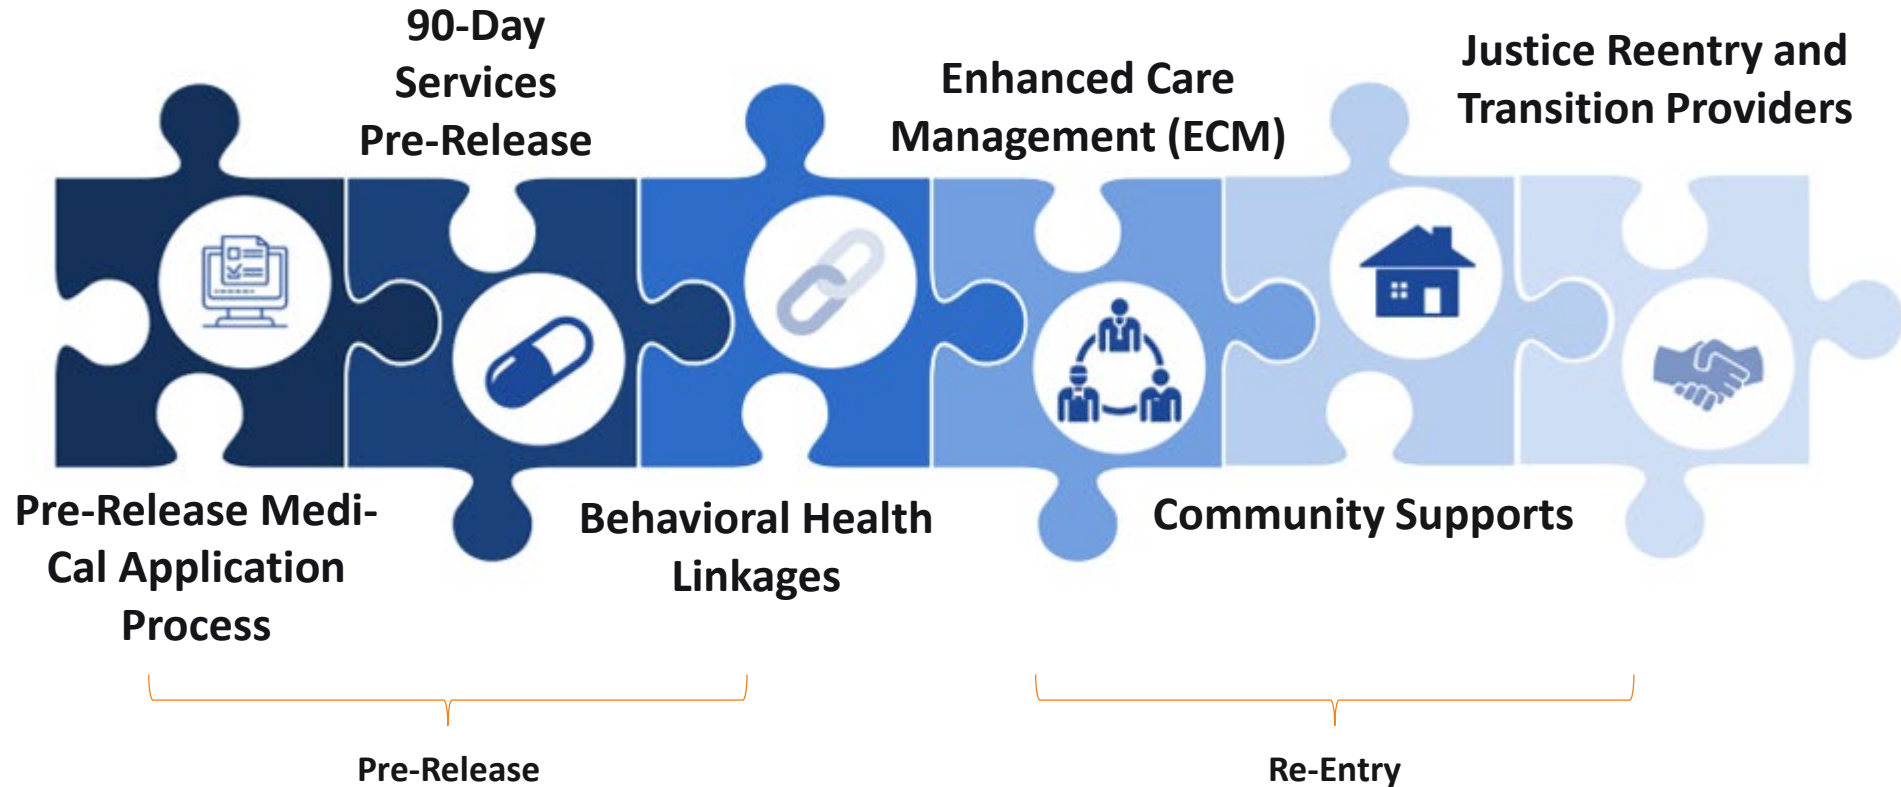 90-Day
Services
Pre-Release
Enhanced Care
Management (ECM)
Justice Reentry and
Transition Providers
Pre-Release Medi-
Cal Application
Process
Behavioral Health
Linkages
Community Supports
Pre-Release
Re-Entry